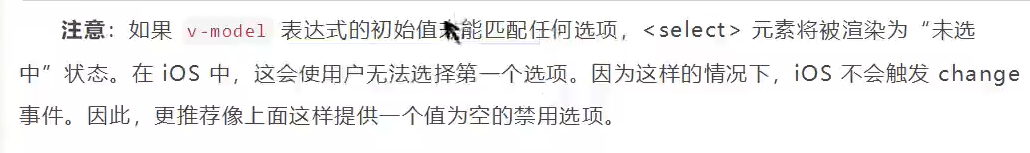 注意：如果 v-model 表达式的初始值未能匹配任何选项，<select> 元素将被渲染为“未选
中”状态。在 iOS 中，这会使用户无法选择第一个选项。因为这样的情况下，iOS 不会触发 change
事件。因此，更推荐像上面这样提供一个值为空的禁用选项。